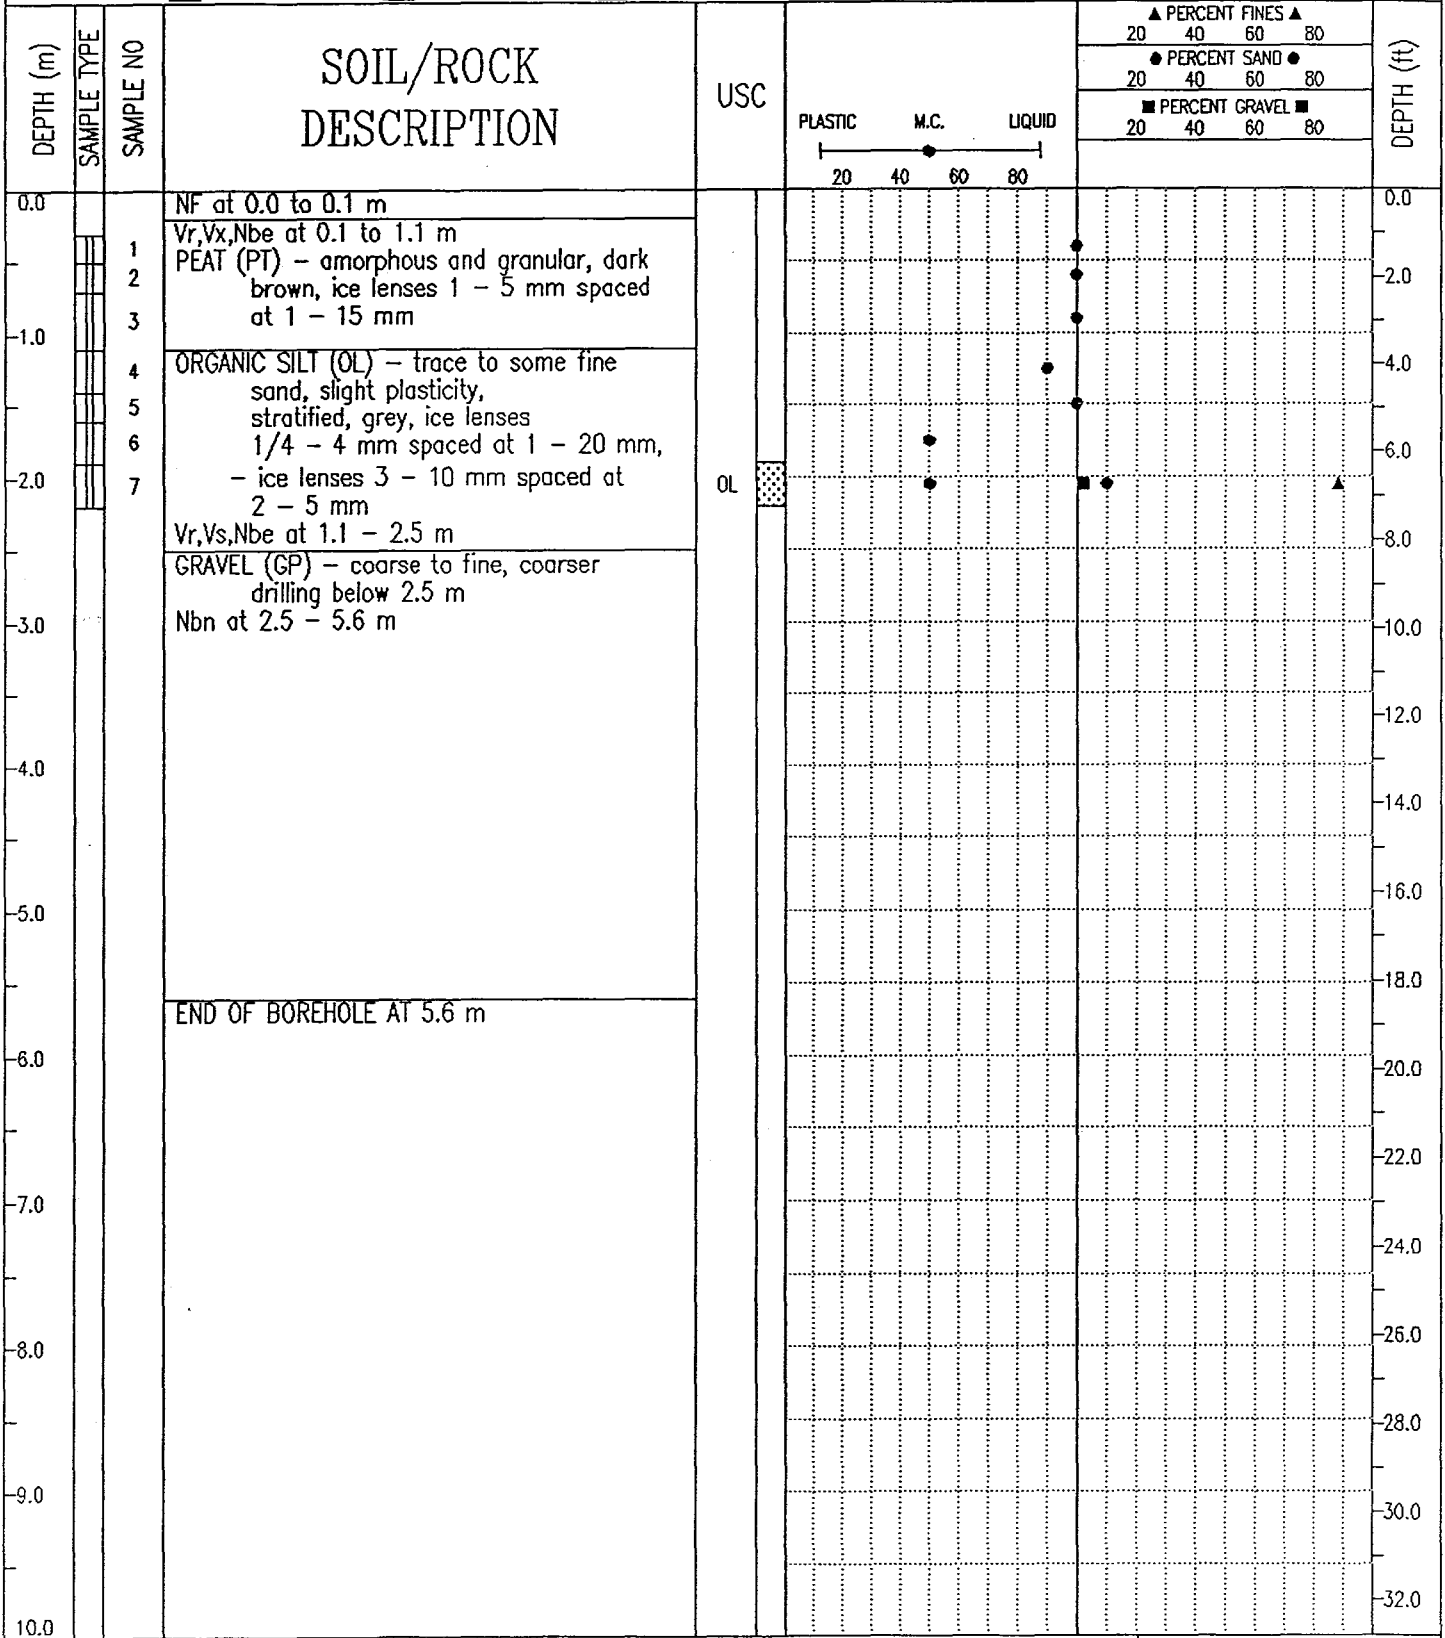 DEPTH (m)
SAMPLE TYPE
SAMPLE NO
SOIL/ROCK
DESCRIPTION
USC
PLASTIC M.C. LIQUID
20 40 60 80
▲ PERCENT FINES ▲
20 40 60 80
● PERCENT SAND ●
20 40 60 80
■ PERCENT GRAVEL ■
20 40 60 80
DEPTH (ft)
0.0
-1.0
-2.0
-3.0
-4.0
-5.0
-6.0
-7.0
-8.0
-9.0
10.0
1
2
3
4
5
6
7
NF at 0.0 to 0.1 m
Vr,Vx,Nbe at 0.1 to 1.1 m
PEAT (PT) – amorphous and granular, dark
brown, ice lenses 1 – 5 mm spaced
at 1 – 15 mm
ORGANIC SILT (OL) – trace to some fine
sand, slight plasticity,
stratified, grey, ice lenses
1/4 – 4 mm spaced at 1 – 20 mm,
– ice lenses 3 – 10 mm spaced at
2 – 5 mm
Vr,Vs,Nbe at 1.1 – 2.5 m
GRAVEL (GP) – coarse to fine, coarser
drilling below 2.5 m
Nbn at 2.5 – 5.6 m
END OF BOREHOLE AT 5.6 m
OL
0.0
-2.0
-4.0
-6.0
-8.0
-10.0
-12.0
-14.0
-16.0
-18.0
-20.0
-22.0
-24.0
-26.0
-28.0
-30.0
-32.0